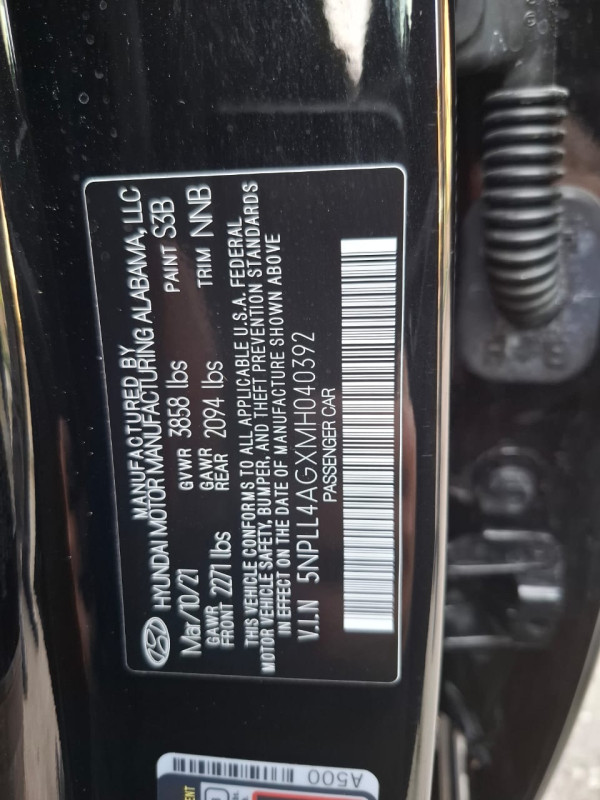 MANUFACTURED BY
HYUNDAI MOTOR MANUFACTURING ALABAMA, LLC
Mar/10/21 GVWR 3858 lbs PAINT S3B
GAWR FRONT 2271 lbs GAWR REAR 2094 lbs TRIM NNB
THIS VEHICLE CONFORMS TO ALL APPLICABLE U.S.A. FEDERAL
MOTOR VEHICLE SAFETY, BUMPER, AND THEFT PREVENTION STANDARDS
IN EFFECT ON THE DATE OF MANUFACTURE SHOWN ABOVE
V.I.N 5NPLL4AGXMH040392
PASSENGER CAR
A500